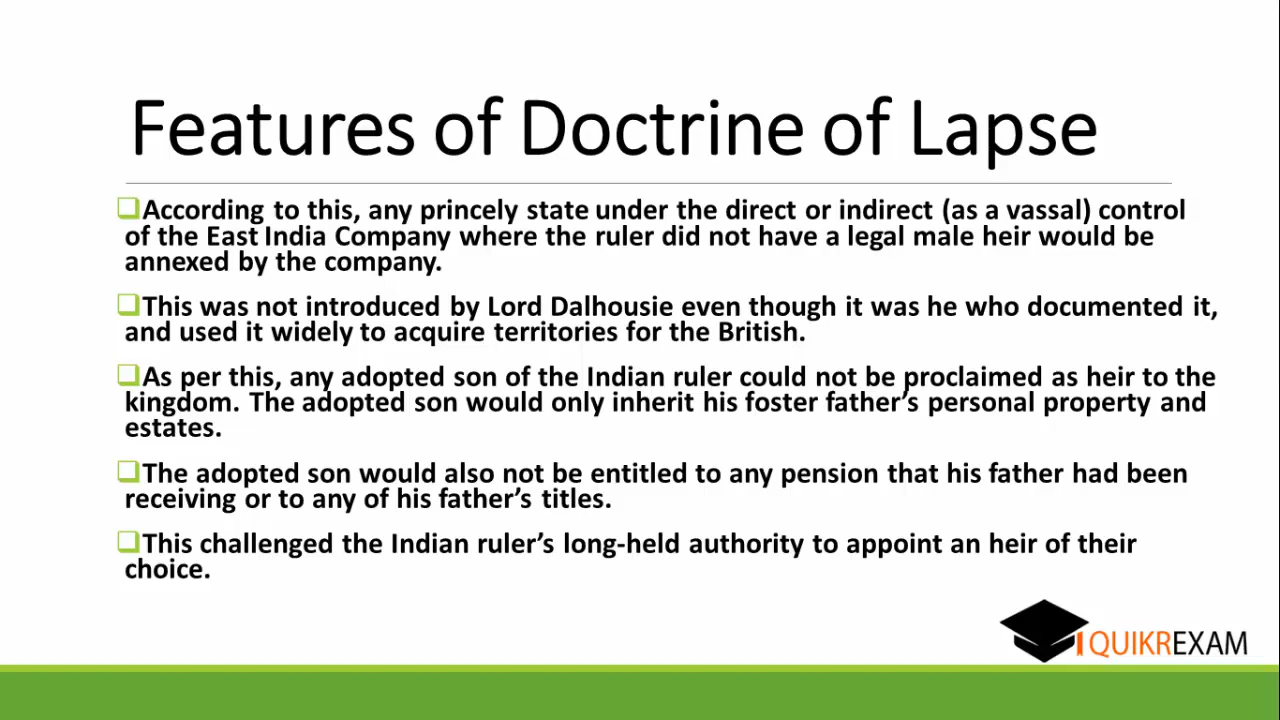 Features of Doctrine of Lapse
According to this, any princely state under the direct or indirect (as a vassal) control
of the East India Company where the ruler did not have a legal male heir would be
annexed by the company.
This was not introduced by Lord Dalhousie even though it was he who documented it,
and used it widely to acquire territories for the British.
As per this, any adopted son of the Indian ruler could not be proclaimed as heir to the
kingdom. The adopted son would only inherit his foster father’s personal property and
estates.
The adopted son would also not be entitled to any pension that his father had been
receiving or to any of his father’s titles.
This challenged the Indian ruler’s long-held authority to appoint an heir of their
choice.
QUIKREXAM